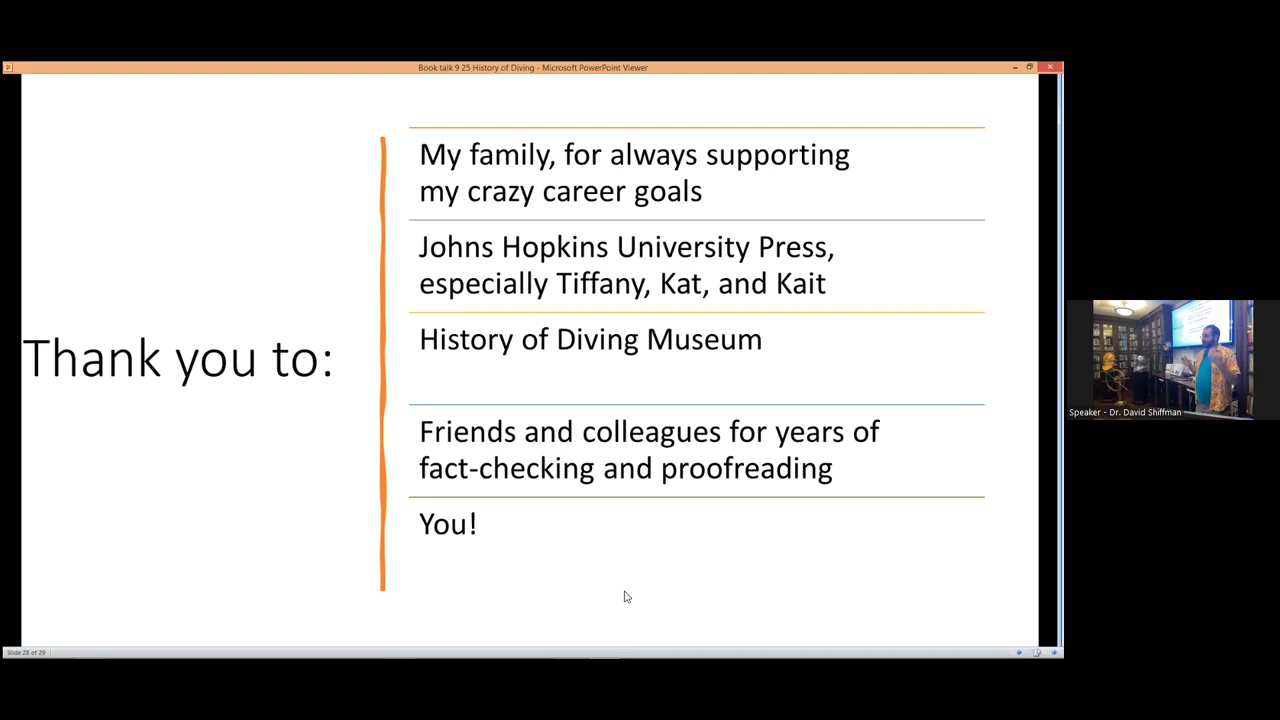 Book talk 9 25 History of Diving - Microsoft PowerPoint Viewer
Thank you to:
My family, for always supporting
my crazy career goals
Johns Hopkins University Press,
especially Tiffany, Kat, and Kait
History of Diving Museum
Friends and colleagues for years of
fact-checking and proofreading
You!
Speaker - Dr. David Shiffman
Slide 28 of 29